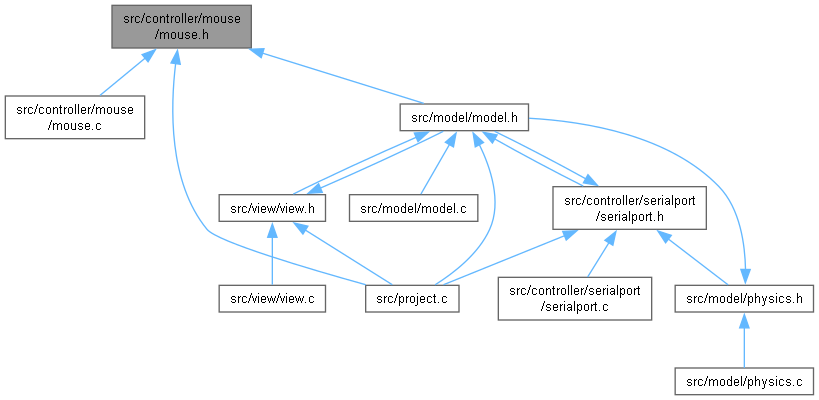 src/controller/mouse
/mouse.h
src/controller/mouse
/mouse.c
src/model/model.h
src/view/view.h
src/model/model.c
src/controller/serialport
/serialport.h
src/view/view.c
src/project.c
src/controller/serialport
/serialport.c
src/model/physics.h
src/model/physics.c